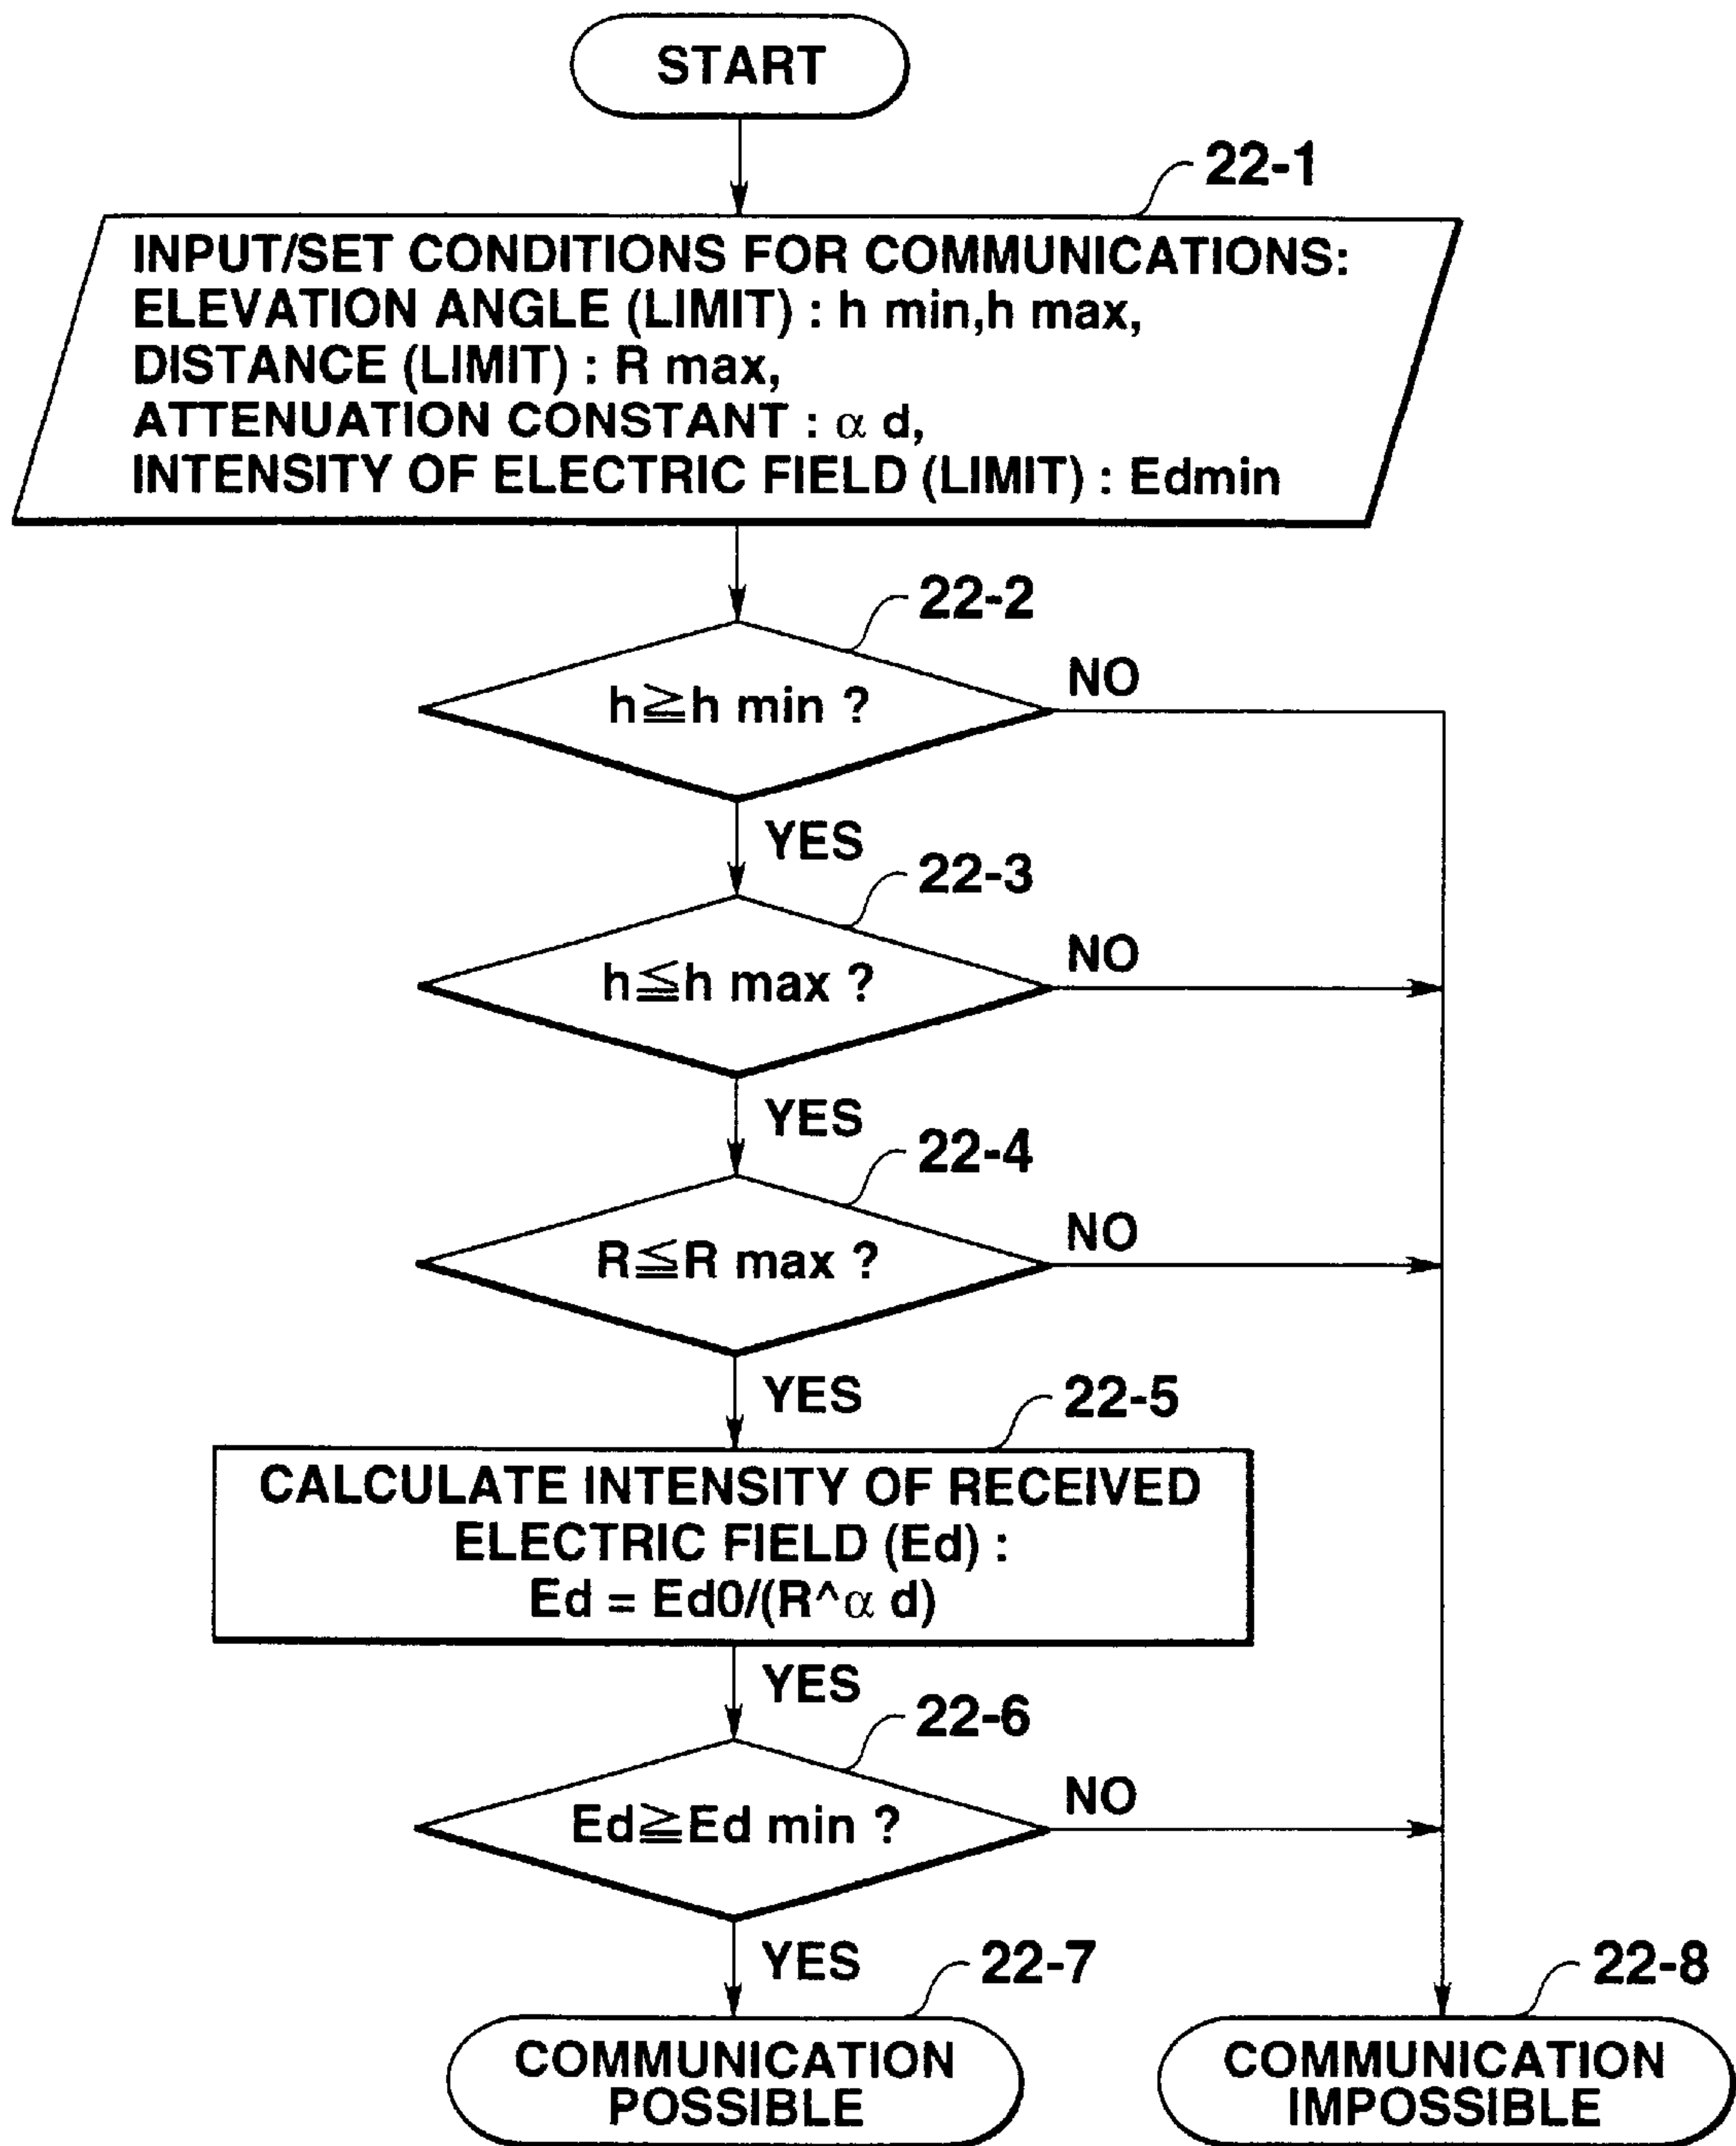 START
22-1
INPUT/SET CONDITIONS FOR COMMUNICATIONS:
ELEVATION ANGLE (LIMIT) : h min,h max,
DISTANCE (LIMIT) : R max,
ATTENUATION CONSTANT : α d,
INTENSITY OF ELECTRIC FIELD (LIMIT) : Edmin
22-2
h≧h min ?
NO
YES
22-3
h≦h max ?
NO
YES
22-4
R≦R max ?
NO
YES
22-5
CALCULATE INTENSITY OF RECEIVED
ELECTRIC FIELD (Ed) :
Ed = Ed0/(R^α d)
YES
22-6
Ed≧Ed min ?
NO
YES
22-7
COMMUNICATION
POSSIBLE
22-8
COMMUNICATION
IMPOSSIBLE